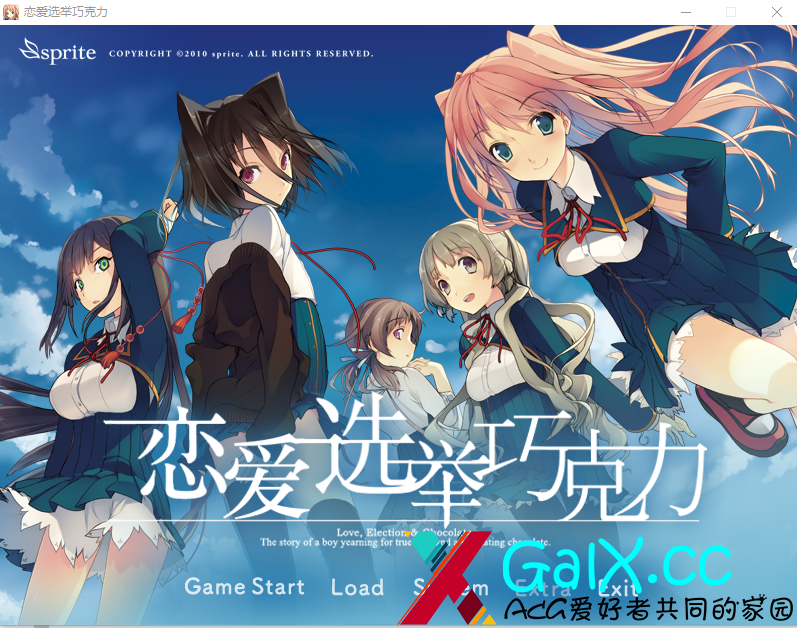 恋爱选举巧克力
sprite COPYRIGHT ©2010 sprite. ALL RIGHTS RESERVED.
恋爱选举巧克力
Love, Election & Chocolate
The story of a boy yearning for true
Game Start Load Extra Exit
GalX.cc
ACG爱好者共同的家园